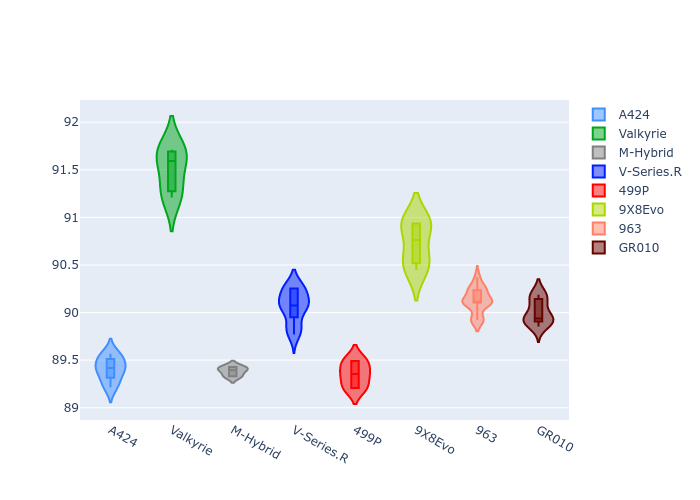 92
91.5
91
90.5
90
89.5
89
A424
Valkyrie
M-Hybrid
V-Series.R
499P
9X8Evo
963
GR010
A424
Valkyrie
M-Hybrid
V-Series.R
499P
9X8Evo
963
GR010